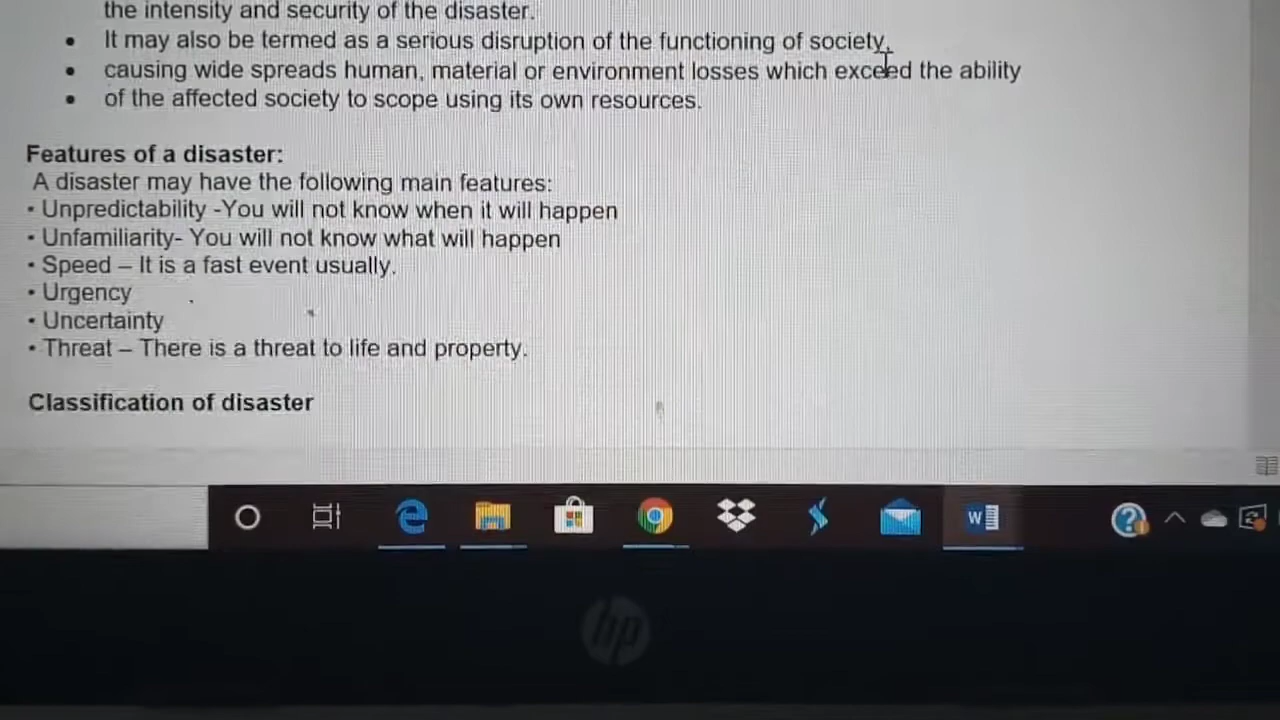 the intensity and security of the disaster.
• It may also be termed as a serious disruption of the functioning of society,
• causing wide spreads human, material or environment losses which exceed the ability
• of the affected society to scope using its own resources.
Features of a disaster:
A disaster may have the following main features:
• Unpredictability -You will not know when it will happen
• Unfamiliarity- You will not know what will happen
• Speed – It is a fast event usually.
• Urgency
• Uncertainty
• Threat – There is a threat to life and property.
Classification of disaster
W
hp